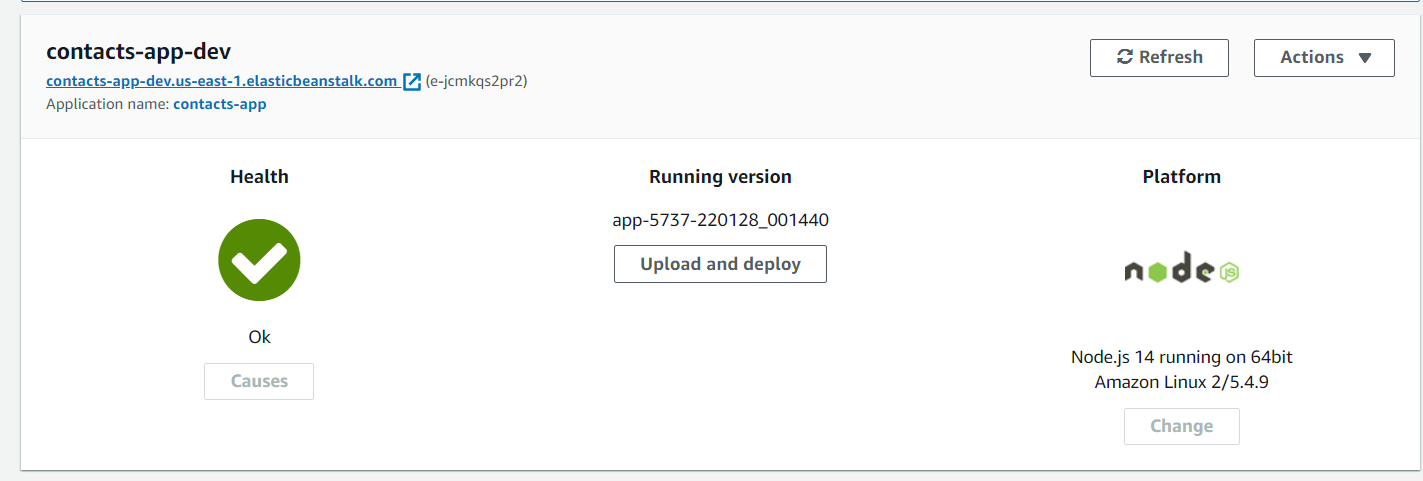 contacts-app-dev
contacts-app-dev.us-east-1.elasticbeanstalk.com (e-jcmkqs2pr2)
Application name: contacts-app
Refresh
Actions
Health
Ok
Causes
Running version
app-5737-220128_001440
Upload and deploy
Platform
node JS
Node.js 14 running on 64bit
Amazon Linux 2/5.4.9
Change